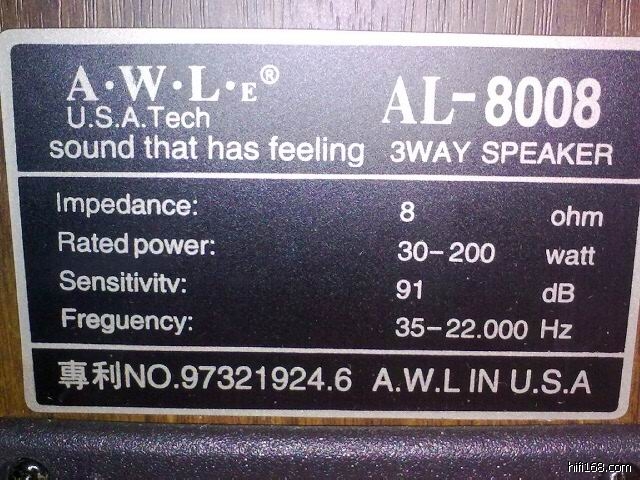 A·W·L·E®
U.S.A.Tech
sound that has feeling
AL-8008
3WAY SPEAKER
Impedance: 8 ohm
Rated power: 30-200 watt
Sensitivitv: 91 dB
Freguency: 35-22.000 Hz
專利NO.97321924.6 A.W.L IN U.S.A
hifi168.com